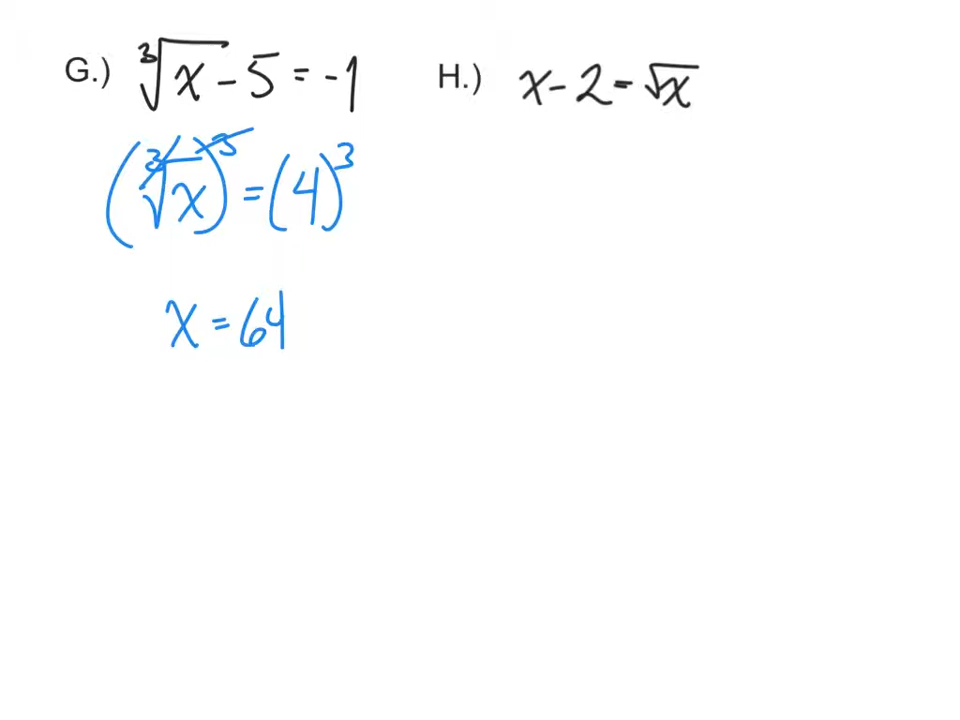 G.) ∛x - 5 = -1
(∛x)³ = (4)³
x = 64
H.) x - 2 = √x